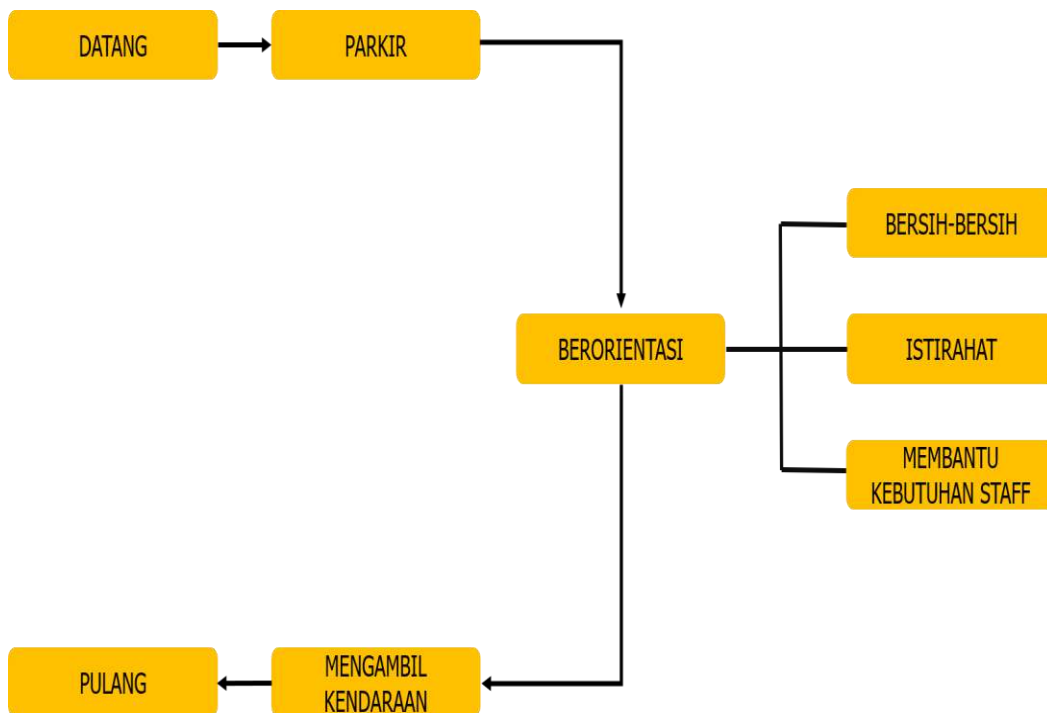 DATANG
PARKIR
BERSIH-BERSIH
BERORIENTASI
ISTIRAHAT
MEMBANTU
KEBUTUHAN STAFF
PULANG
MENGAMBIL
KENDARAAN